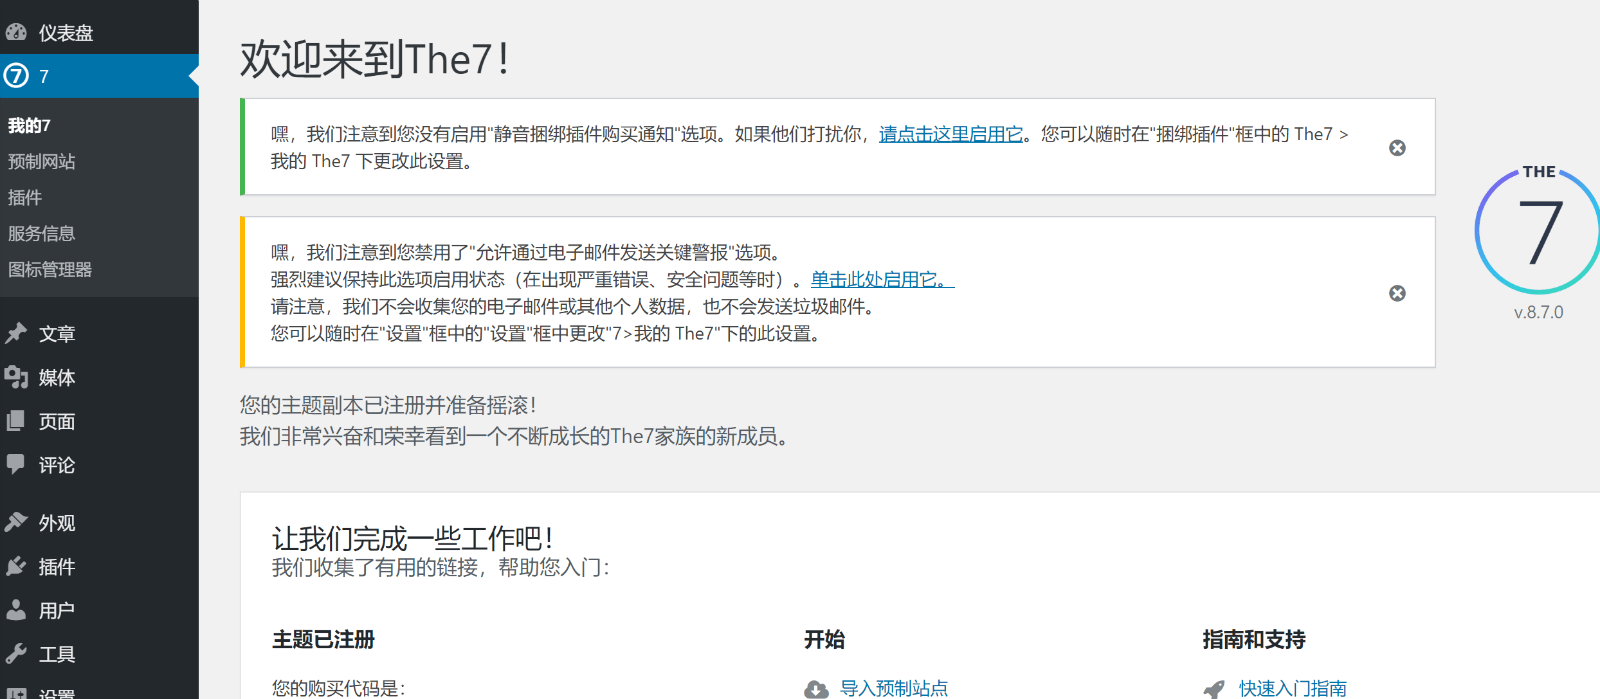 仪表盘
7
我的7
预制网站
插件
服务信息
图标管理器
文章
媒体
页面
评论
外观
插件
用户
工具
设置
欢迎来到The7！
嘿，我们注意到您没有启用"静音捆绑插件购买通知"选项。如果他们打扰你，请点击这里启用它。您可以随时在"捆绑插件"框中的 The7 >
我的 The7 下更改此设置。
嘿，我们注意到您禁用了"允许通过电子邮件发送关键警报"选项。
强烈建议保持此选项启用状态（在出现严重错误、安全问题等时）。单击此处启用它。
请注意，我们不会收集您的电子邮件或其他个人数据，也不会发送垃圾邮件。
您可以随时在"设置"框中的"设置"框中更改"7>我的 The7"下的此设置。
THE
7
v.8.7.0
您的主题副本已注册并准备摇滚！
我们非常兴奋和荣幸看到一个不断成长的The7家族的新成员。
让我们完成一些工作吧！
我们收集了有用的链接，帮助您入门：
主题已注册
您的购买代码是：
开始
导入预制站点
指南和支持
快速入门指南